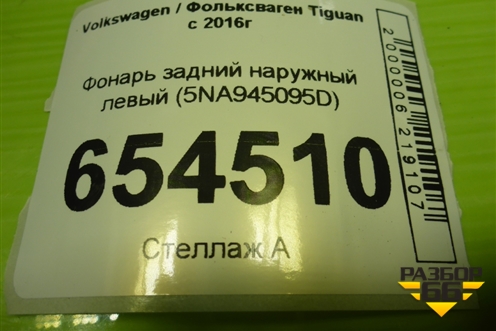 Volkswagen / Фольксваген Tiguan
с 2016г
Фонарь задний наружный
левый (5NA945095D)
654510
Стеллаж А
2000006219107
РАЗБОР
66